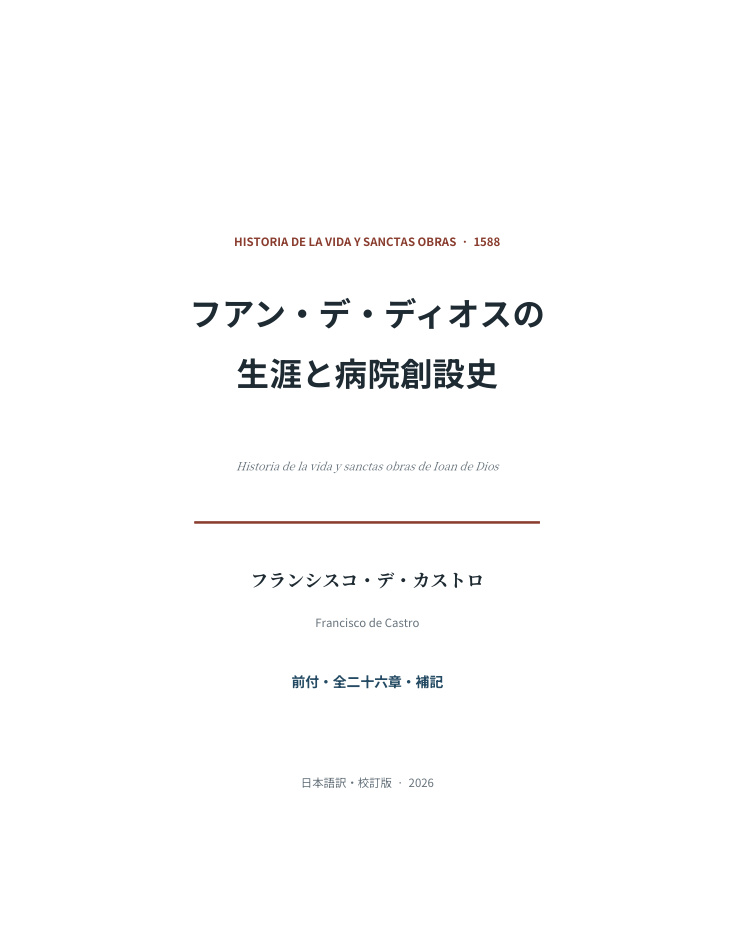 HISTORIA DE LA VIDA Y SANCTAS OBRAS · 1588
フアン・デ・ディオスの
生涯と病院創設史
Historia de la vida y sanctas obras de Ioan de Dios
フランシスコ・デ・カストロ
Francisco de Castro
前付・全二十六章・補記
日本語訳・校訂版 · 2026